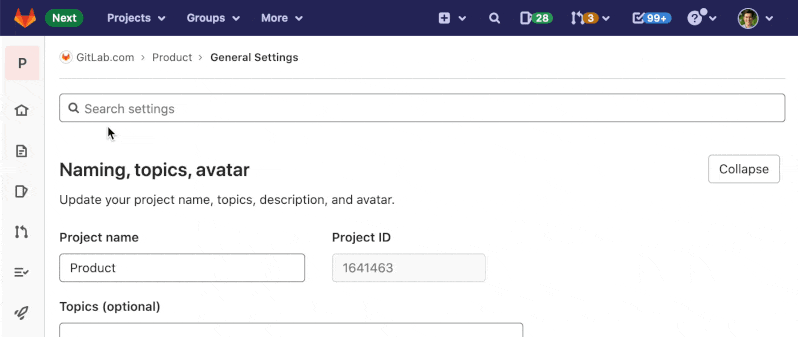 Next Projects Groups More 28 3 99+
P GitLab.com > Product > General Settings
Search settings
Naming, topics, avatar Collapse
Update your project name, topics, description, and avatar.
Project name Project ID
Product 1641463
Topics (optional)